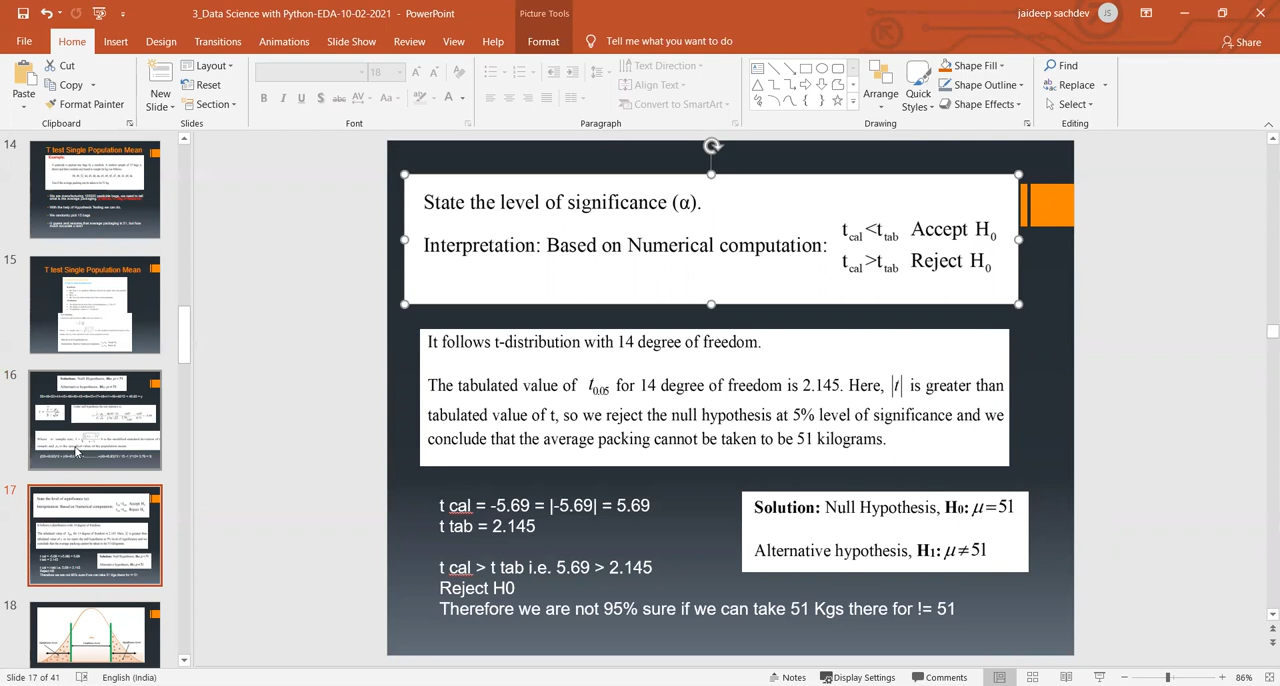 3_Data Science with Python-EDA-10-02-2021 - PowerPoint
Picture Tools
jaideep sachdev
JS
File Home Insert Design Transitions Animations Slide Show Review View Help Format Tell me what you want to do
Share
Paste
Cut
Copy
Format Painter
Clipboard
New Slide
Layout
Reset
Section
Slides
18
Font
Text Direction
Align Text
Convert to SmartArt
Paragraph
Arrange
Quick Styles
Shape Fill
Shape Outline
Shape Effects
Drawing
Find
Replace
Select
Editing
14
T test Single Population Mean
15
T test Single Population Mean
16
17
18
State the level of significance (α).
Interpretation: Based on Numerical computation:
tcal<ttab Accept H0
tcal>ttab Reject H0
It follows t-distribution with 14 degree of freedom.
The tabulated value of t0.05 for 14 degree of freedom is 2.145. Here, |t| is greater than
tabulated value of t, so we reject the null hypothesis at 5% level of significance and we
conclude that the average packing cannot be taken to be 51 kilograms.
t cal = -5.69 = |-5.69| = 5.69
t tab = 2.145
t cal > t tab i.e. 5.69 > 2.145
Reject H0
Therefore we are not 95% sure if we can take 51 Kgs there for != 51
Solution: Null Hypothesis, H0: μ=51
Alternative hypothesis, H1: μ≠51
Slide 17 of 41
English (India)
Notes
Display Settings
Comments
86%